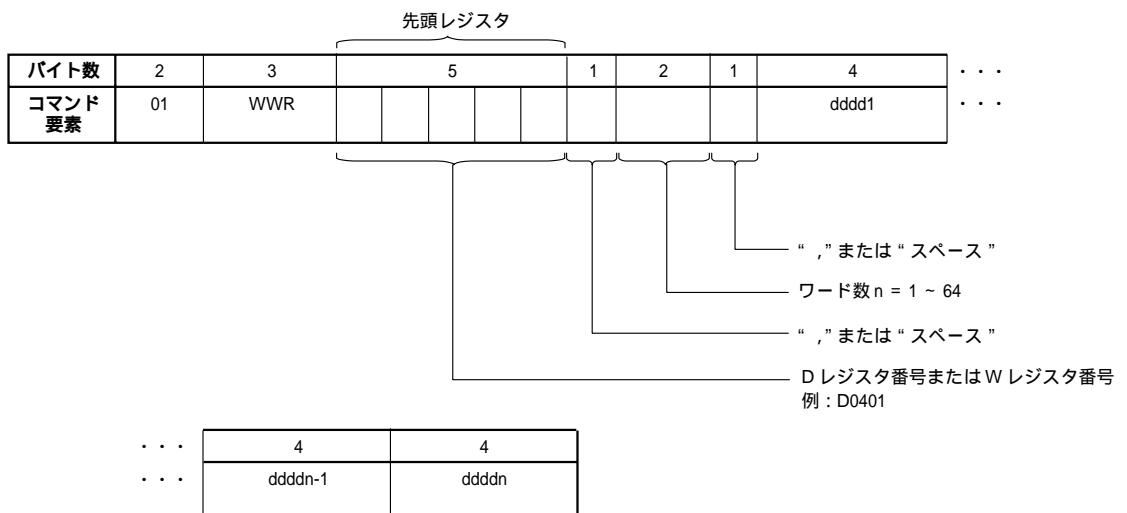 先頭レジスタ
バイト数 2 3 5 1 2 1 4 ・・・
コマンド要素 01 WWR dddd1 ・・・
“ ,” または “ スペース ”
ワード数 n = 1 ~ 64
“ ,” または “ スペース ”
D レジスタ番号または W レジスタ番号
例：D0401
・・・ 4 4
・・・ ddddn-1 ddddn